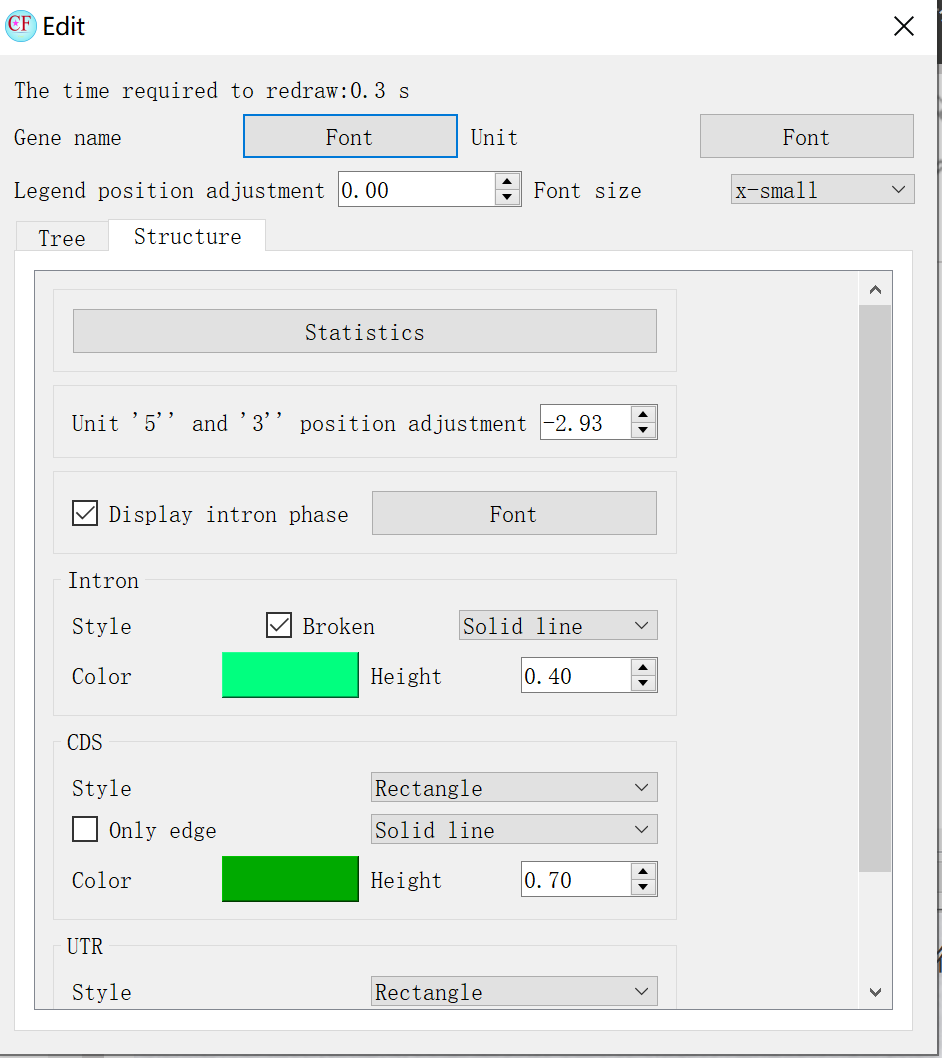 CF Edit
The time required to redraw:0.3 s
Gene name Font Unit Font
Legend position adjustment 0.00 Font size x-small
Tree Structure
Statistics
Unit '5'' and '3'' position adjustment -2.93
Display intron phase Font
Intron
Style Broken Solid line
Color Height 0.40
CDS
Style Rectangle
Only edge Solid line
Color Height 0.70
UTR
Style Rectangle